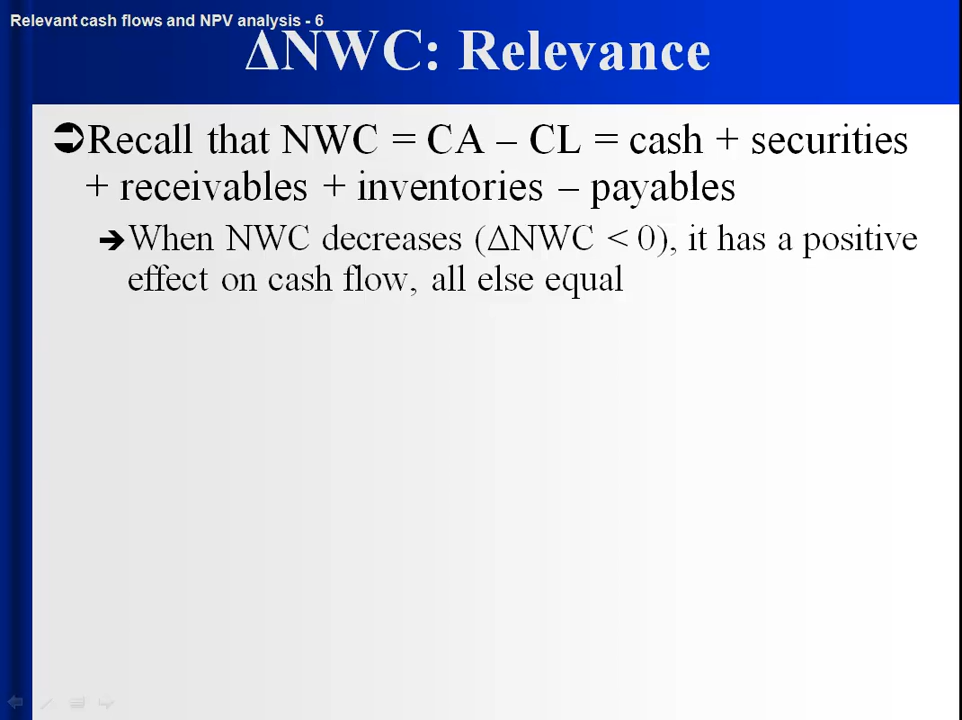 Relevant cash flows and NPV analysis - 6
ΔNWC: Relevance
Recall that NWC = CA – CL = cash + securities
+ receivables + inventories – payables
When NWC decreases (ΔNWC < 0), it has a positive
effect on cash flow, all else equal